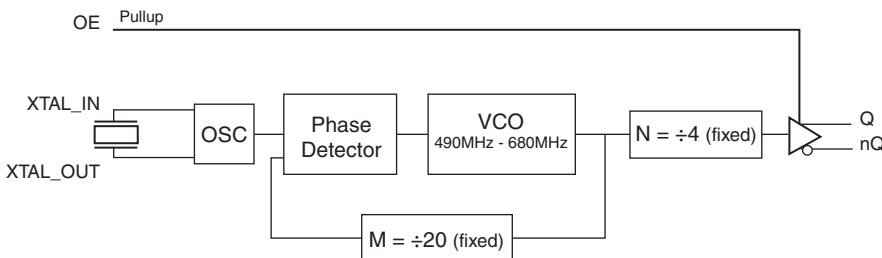 OE Pullup
XTAL_IN
OSC
XTAL_OUT
Phase
Detector
VCO
490MHz - 680MHz
N = ÷4 (fixed)
Q
nQ
M = ÷20 (fixed)